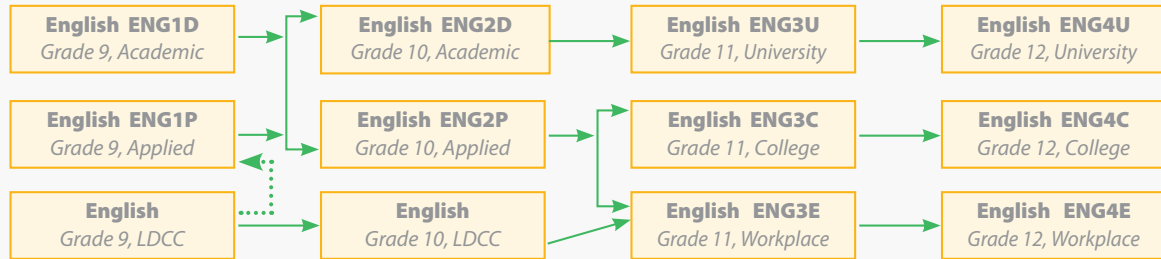 English ENG1D
Grade 9, Academic
English ENG2D
Grade 10, Academic
English ENG3U
Grade 11, University
English ENG4U
Grade 12, University
English ENG1P
Grade 9, Applied
English ENG2P
Grade 10, Applied
English ENG3C
Grade 11, College
English ENG4C
Grade 12, College
English
Grade 9, LDCC
English
Grade 10, LDCC
English ENG3E
Grade 11, Workplace
English ENG4E
Grade 12, Workplace